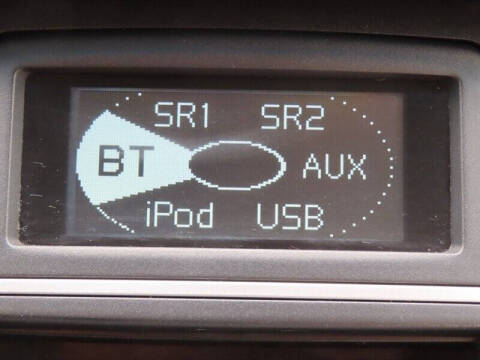 SR1 SR2
BT AUX
iPod USB